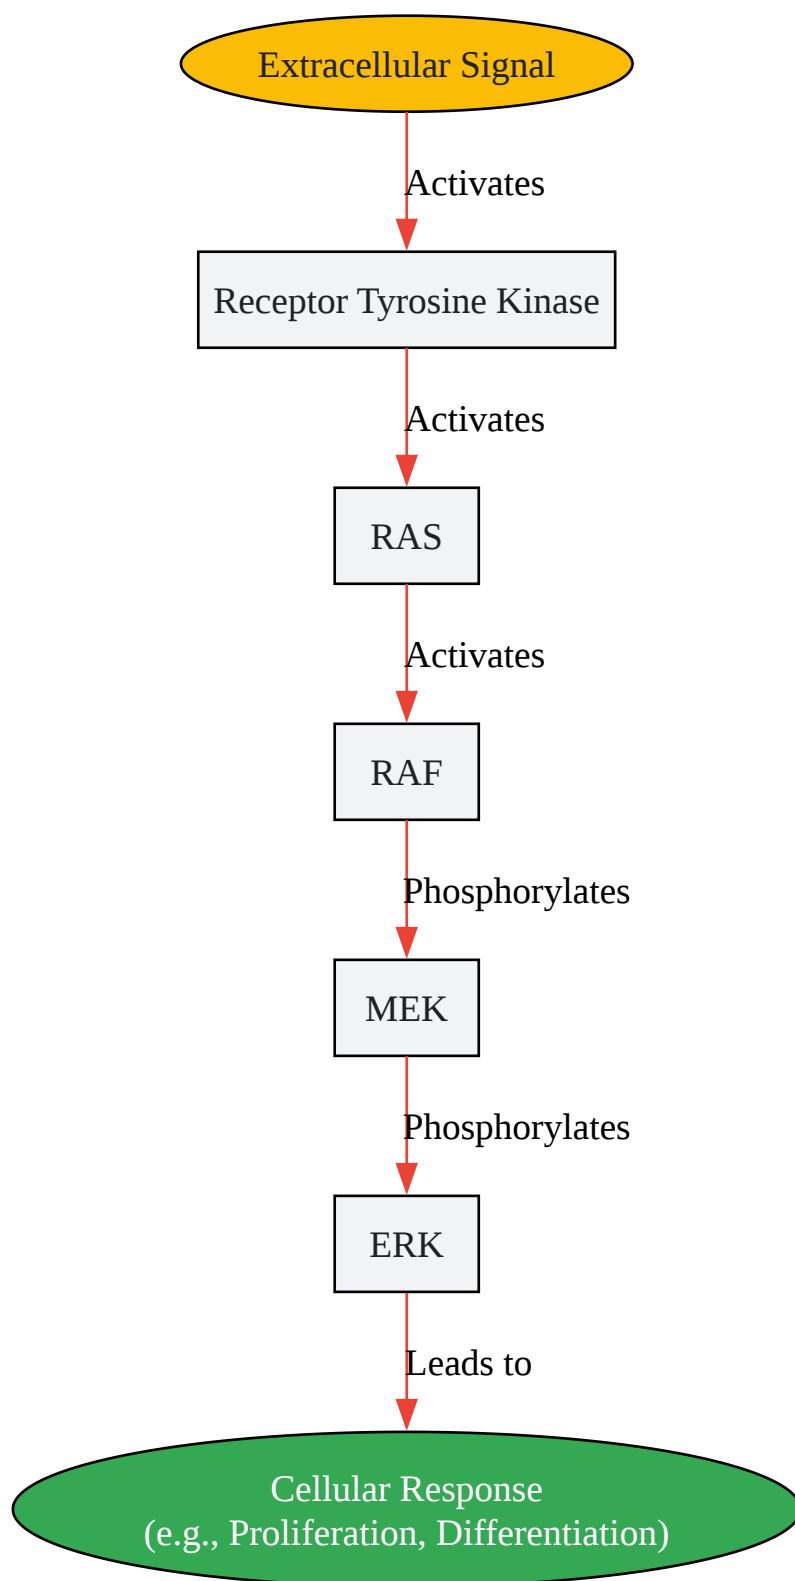 Extracellular Signal
Activates
Receptor Tyrosine Kinase
Activates
RAS
Activates
RAF
Phosphorylates
MEK
Phosphorylates
ERK
Leads to
Cellular Response
(e.g., Proliferation, Differentiation)